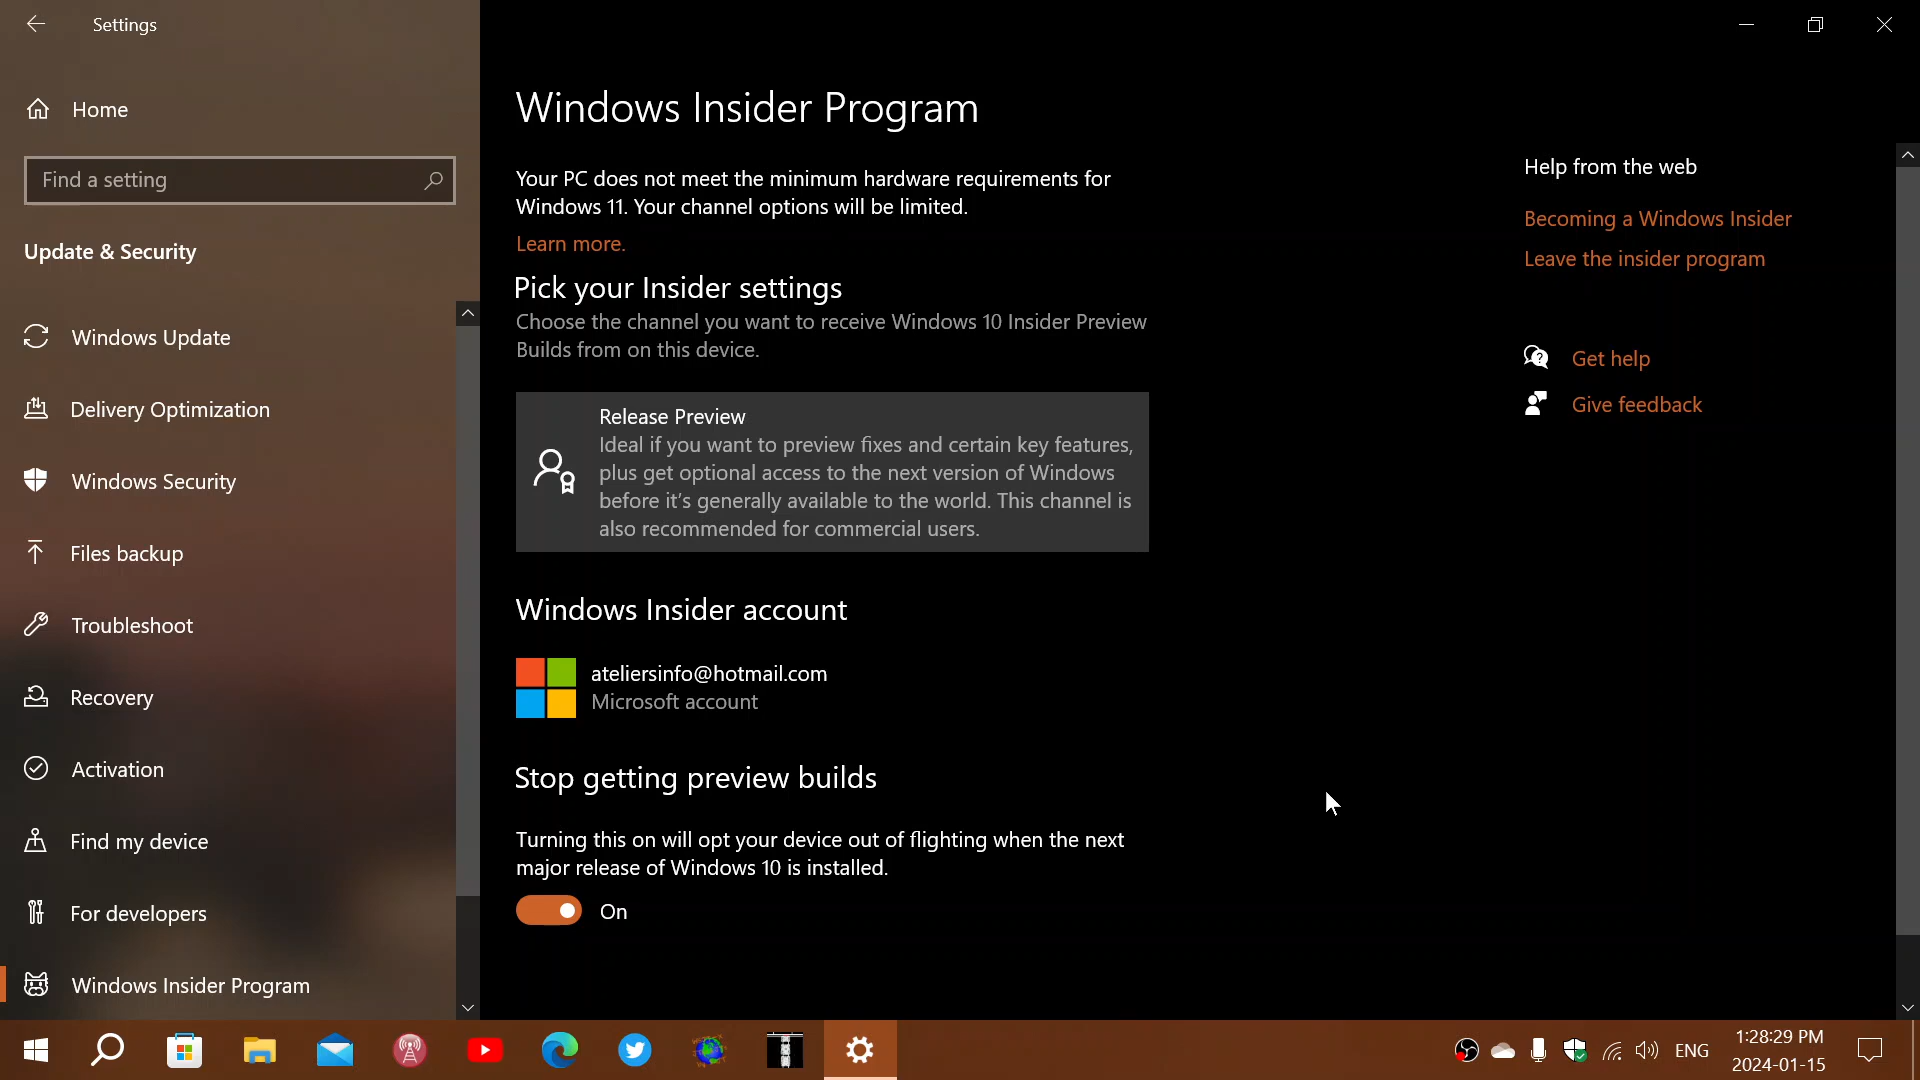 Settings
Home
Find a setting
Update & Security
Windows Update
Delivery Optimization
Windows Security
Files backup
Troubleshoot
Recovery
Activation
Find my device
For developers
Windows Insider Program
Windows Insider Program
Your PC does not meet the minimum hardware requirements for
Windows 11. Your channel options will be limited.
Learn more.
Pick your Insider settings
Choose the channel you want to receive Windows 10 Insider Preview
Builds from on this device.
Release Preview
Ideal if you want to preview fixes and certain key features,
plus get optional access to the next version of Windows
before it's generally available to the world. This channel is
also recommended for commercial users.
Windows Insider account
ateliersinfo@hotmail.com
Microsoft account
Stop getting preview builds
Turning this on will opt your device out of flighting when the next
major release of Windows 10 is installed.
On
Help from the web
Becoming a Windows Insider
Leave the insider program
Get help
Give feedback
ENG
1:28:29 PM
2024-01-15